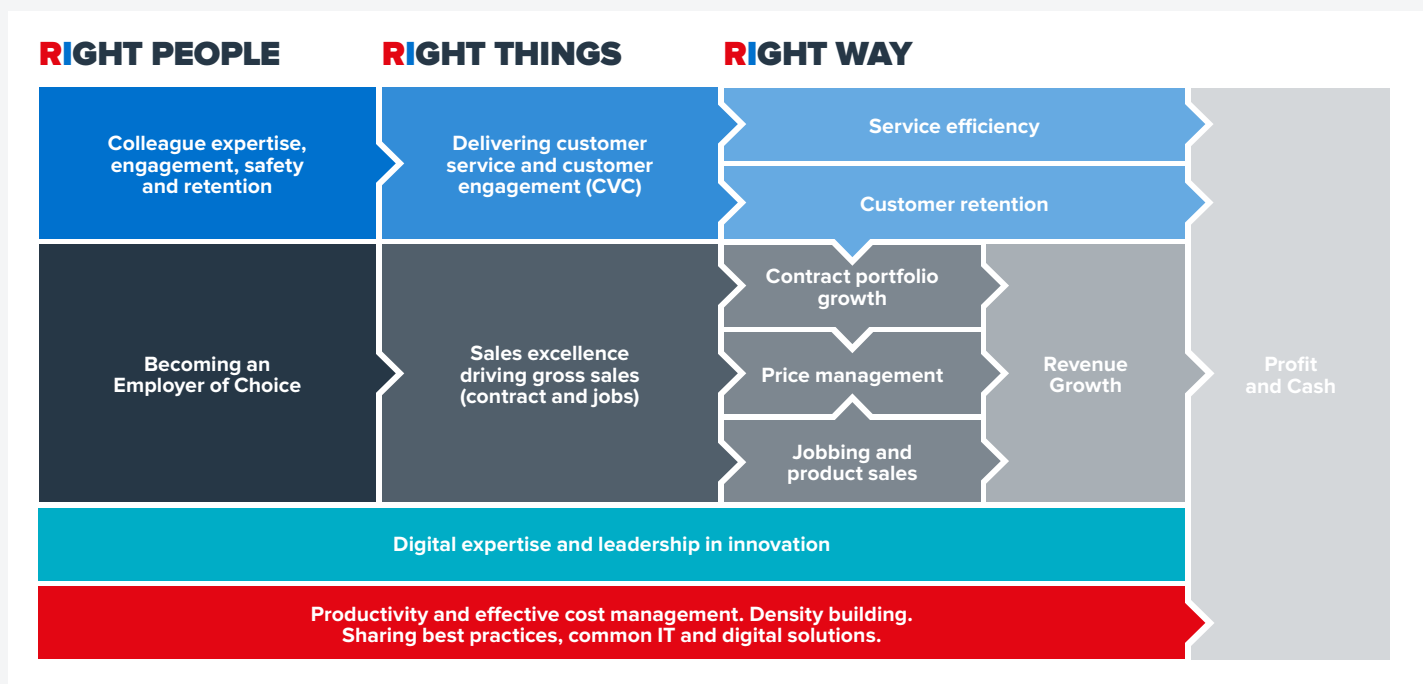 RIGHT PEOPLE
RIGHT THINGS
RIGHT WAY
Colleague expertise,
engagement, safety
and retention
Delivering customer
service and customer
engagement (CVC)
Service efficiency
Customer retention
Becoming an
Employer of Choice
Sales excellence
driving gross sales
(contract and jobs)
Contract portfolio
growth
Price management
Jobbing and
product sales
Revenue
Growth
Profit
and Cash
Digital expertise and leadership in innovation
Productivity and effective cost management. Density building.
Sharing best practices, common IT and digital solutions.